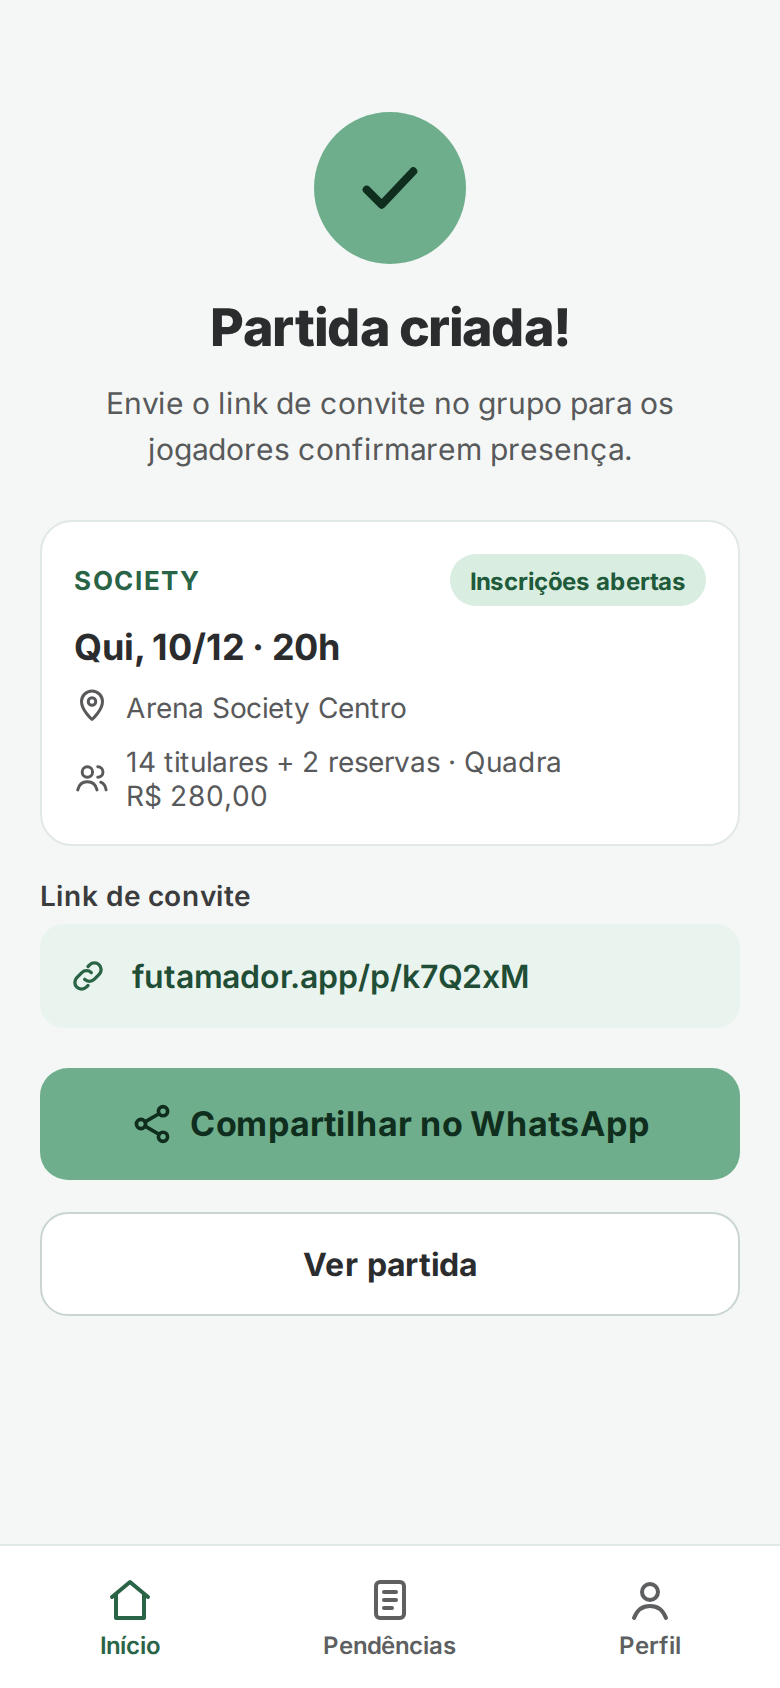 Partida criada!
Envie o link de convite no grupo para os
jogadores confirmarem presença.
SOCIETY
Inscrições abertas
Qui, 10/12 · 20h
Arena Society Centro
14 titulares + 2 reservas · Quadra
R$ 280,00
Link de convite
futamador.app/p/k7Q2xM
Compartilhar no WhatsApp
Ver partida
Início
Pendências
Perfil